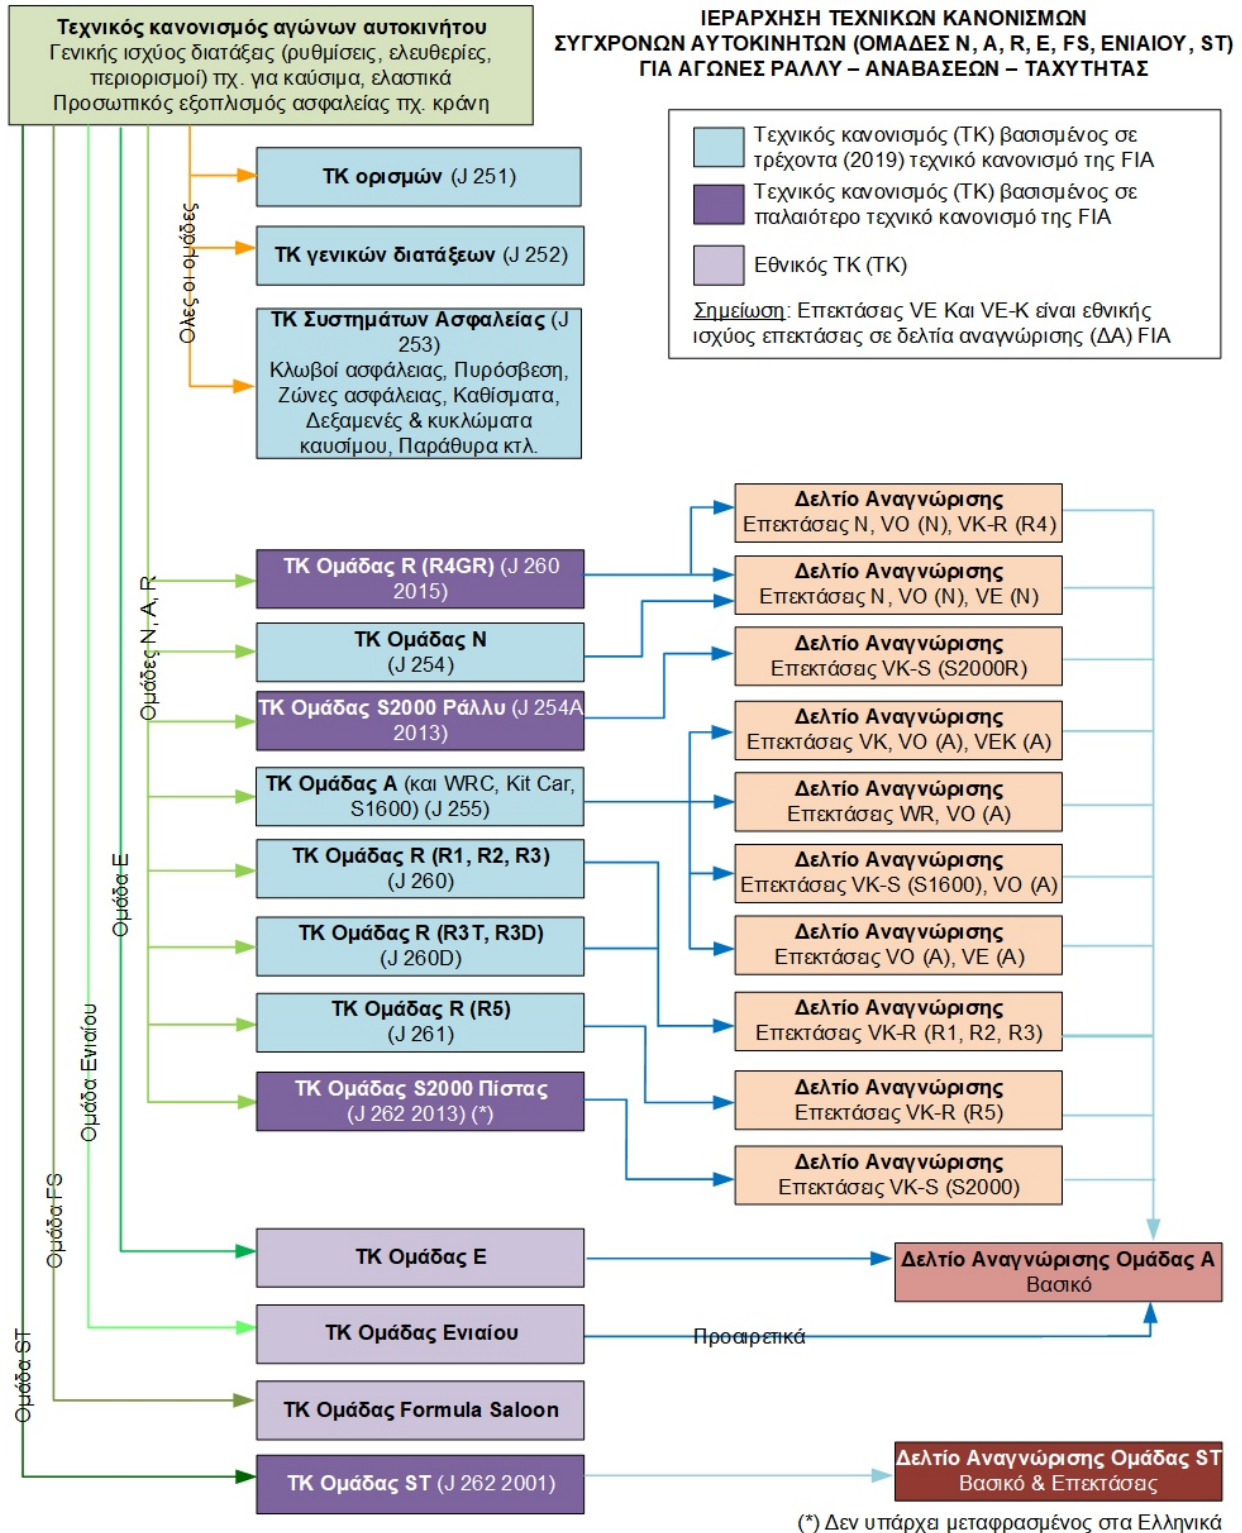 Τεχνικός κανονισμός αγώνων αυτοκινήτου
Γενικής ισχύος διατάξεις (ρυθμίσεις, ελευθερίες,
περιορισμοί) πχ. για καύσιμα, ελαστικά
Προσωπικός εξοπλισμός ασφαλείας πχ. κράνη
ΙΕΡΑΡΧΗΣΗ ΤΕΧΝΙΚΩΝ ΚΑΝΟΝΙΣΜΩΝ
ΣΥΓΧΡΟΝΩΝ ΑΥΤΟΚΙΝΗΤΩΝ (ΟΜΑΔΕΣ N, A, R, E, FS, ΕΝΙΑΙΟΥ, ST)
ΓΙΑ ΑΓΩΝΕΣ ΡΑΛΛΥ – ΑΝΑΒΑΣΕΩΝ – ΤΑΧΥΤΗΤΑΣ
Τεχνικός κανονισμός (ΤΚ) βασισμένος σε
τρέχοντα (2019) τεχνικό κανονισμό της FIA
Τεχνικός κανονισμός (ΤΚ) βασισμένος σε
παλαιότερο τεχνικό κανονισμό της FIA
Εθνικός ΤΚ (ΤΚ)
Σημείωση: Επεκτάσεις VE Και VE-K είναι εθνικής
ισχύος επεκτάσεις σε δελτία αναγνώρισης (ΔΑ) FIA
Ολες οι ομάδες
ΤΚ ορισμών (J 251)
ΤΚ γενικών διατάξεων (J 252)
ΤΚ Συστημάτων Ασφαλείας (J
253)
Κλωβοί ασφάλειας, Πυρόσβεση,
Ζώνες ασφάλειας, Καθίσματα,
Δεξαμενές & κυκλώματα
καυσίμου, Παράθυρα κτλ.
Ομάδες N, A, R
ΤΚ Ομάδας R (R4GR) (J 260
2015)
ΤΚ Ομάδας N
(J 254)
ΤΚ Ομάδας S2000 Ράλλυ (J 254A
2013)
ΤΚ Ομάδας A (και WRC, Kit Car,
S1600) (J 255)
ΤΚ Ομάδας R (R1, R2, R3)
(J 260)
ΤΚ Ομάδας R (R3T, R3D)
(J 260D)
ΤΚ Ομάδας R (R5)
(J 261)
ΤΚ Ομάδας S2000 Πίστας
(J 262 2013) (*)
Δελτίο Αναγνώρισης
Επεκτάσεις N, VO (N), VK-R (R4)
Δελτίο Αναγνώρισης
Επεκτάσεις N, VO (N), VE (N)
Δελτίο Αναγνώρισης
Επεκτάσεις VK-S (S2000R)
Δελτίο Αναγνώρισης
Επεκτάσεις VK, VO (A), VEK (A)
Δελτίο Αναγνώρισης
Επεκτάσεις WR, VO (A)
Δελτίο Αναγνώρισης
Επεκτάσεις VK-S (S1600), VO (A)
Δελτίο Αναγνώρισης
Επεκτάσεις VO (A), VE (A)
Δελτίο Αναγνώρισης
Επεκτάσεις VK-R (R1, R2, R3)
Δελτίο Αναγνώρισης
Επεκτάσεις VK-R (R5)
Δελτίο Αναγνώρισης
Επεκτάσεις VK-S (S2000)
Ομάδα E
ΤΚ Ομάδας E
Δελτίο Αναγνώρισης Ομάδας A
Βασικό
Ομάδα Ενιαίου
ΤΚ Ομάδας Ενιαίου
Προαιρετικά
Ομάδα FS
ΤΚ Ομάδας Formula Saloon
Ομάδα ST
ΤΚ Ομάδας ST (J 262 2001)
Δελτίο Αναγνώρισης Ομάδας ST
Βασικό & Επεκτάσεις
(*) Δεν υπάρχει μεταφρασμένος στα Ελληνικά